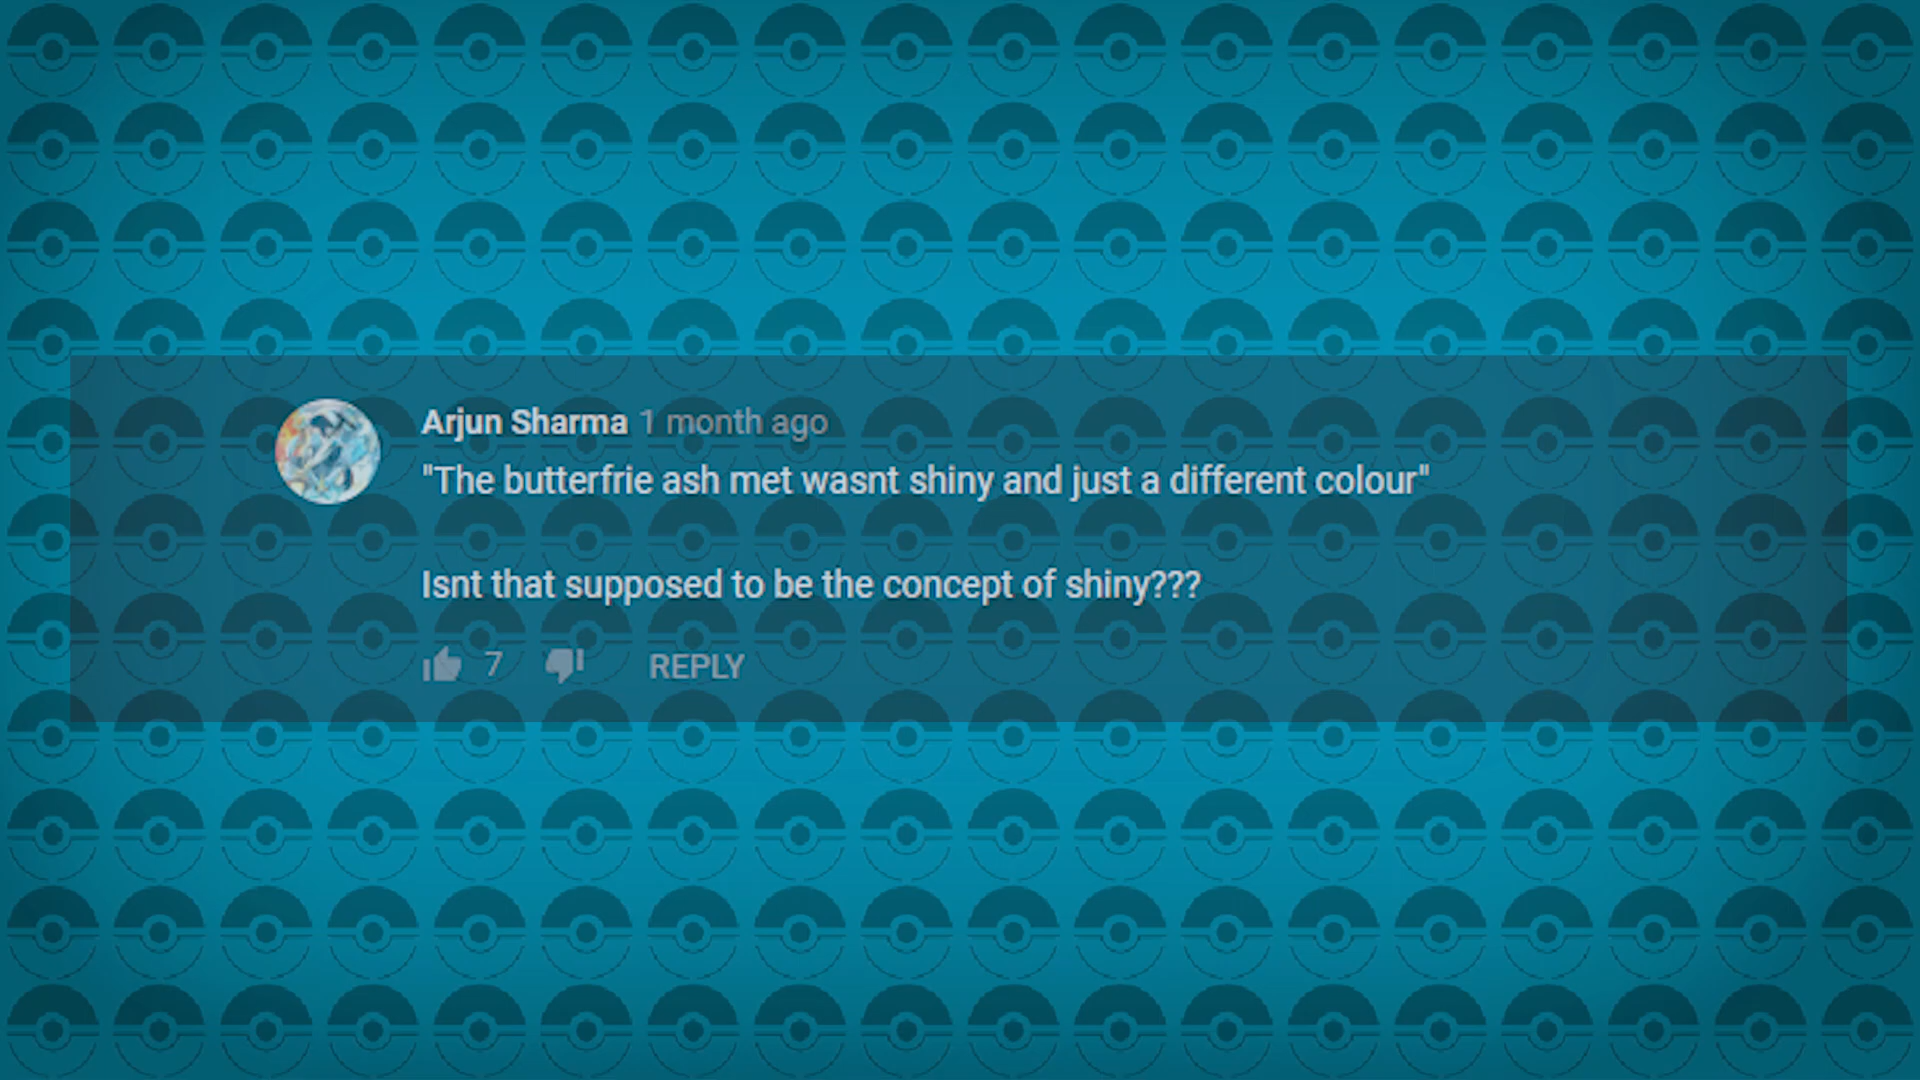 Arjun Sharma 1 month ago
"The butterfrie ash met wasnt shiny and just a different colour"
Isnt that supposed to be the concept of shiny???
7 REPLY